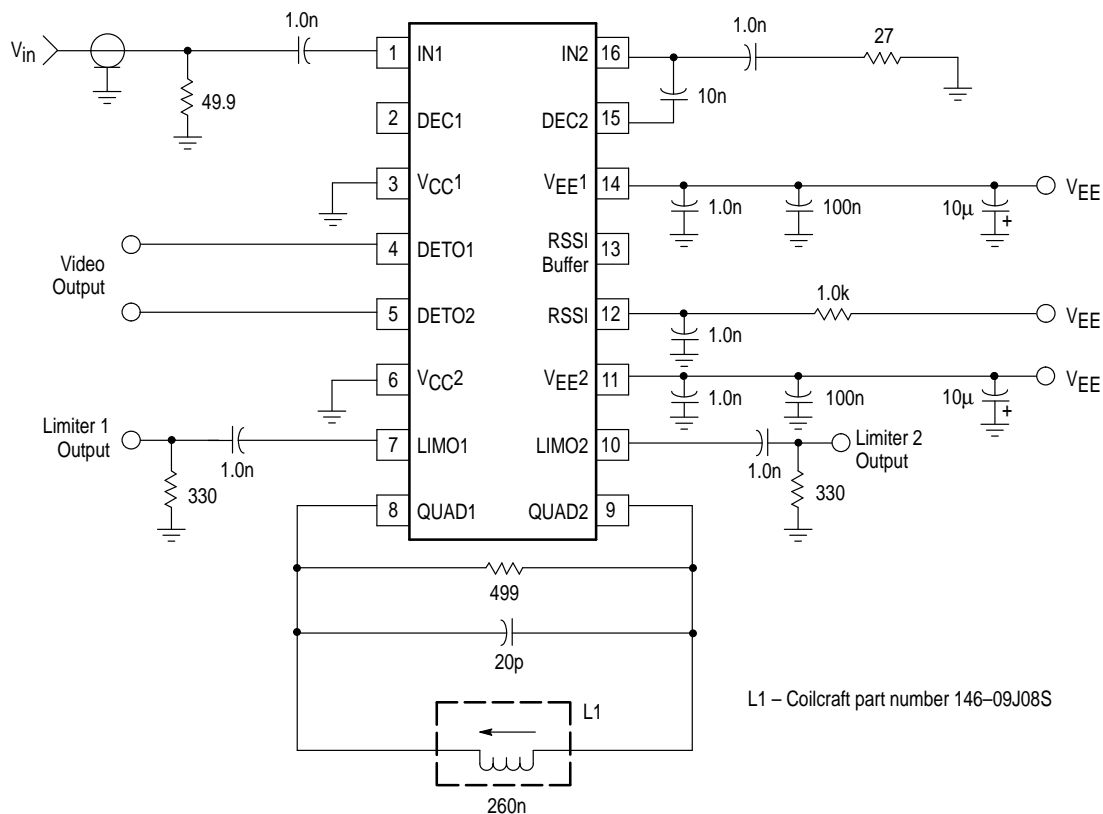 1.0n
Vin
49.9
1 IN1
2 DEC1
3 VCC1
4 DETO1
5 DETO2
6 VCC2
7 LIMO1
8 QUAD1
IN2 16
DEC2 15
VEE1 14
RSSI
Buffer
13
RSSI 12
VEE2 11
LIMO2 10
QUAD2 9
1.0n
27
10n
1.0n
100n
10µ
+
VEE
Video
Output
1.0k
1.0n
VEE
1.0n
100n
10µ
+
VEE
Limiter 1
Output
1.0n
330
1.0n
Limiter 2
Output
330
499
20p
L1
260n
L1 – Coilcraft part number 146–09J08S